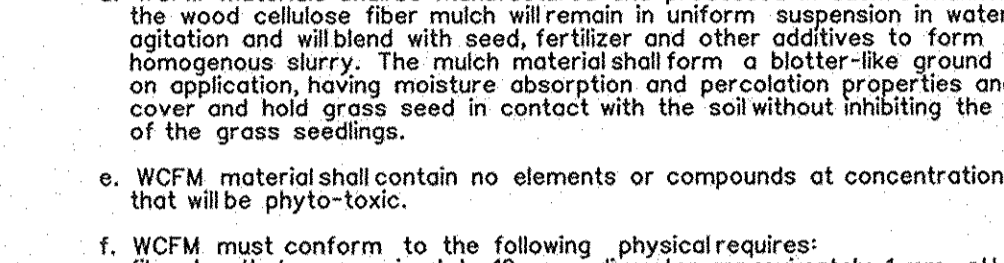 the wood cellulose fiber mulch will remain in uniform suspension in water
agitation and will blend with seed, fertilizer and other additives to form
homogenous slurry. The mulch material shall form a blotter-like ground
on application, having moisture absorption and percolation properties an
cover and hold grass seed in contact with the soil without inhibiting the
of the grass seedlings.
e. WCFM material shall contain no elements or compounds at concentration
that will be phyto-toxic.
f. WCFM must conform to the following physical requires: